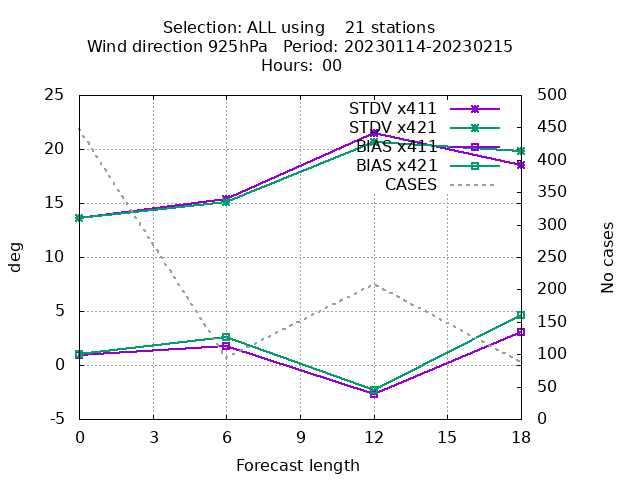 Selection: ALL using    21 stations
Wind direction 925hPa   Period: 20230114-20230215
Hours: 00
25
20
15
10
5
0
-5
500
450
400
350
300
250
200
150
100
50
0
deg
No cases
STDV x411
STDV x421
BIAS x411
BIAS x421
CASES
0 3 6 9 12 15 18
Forecast length